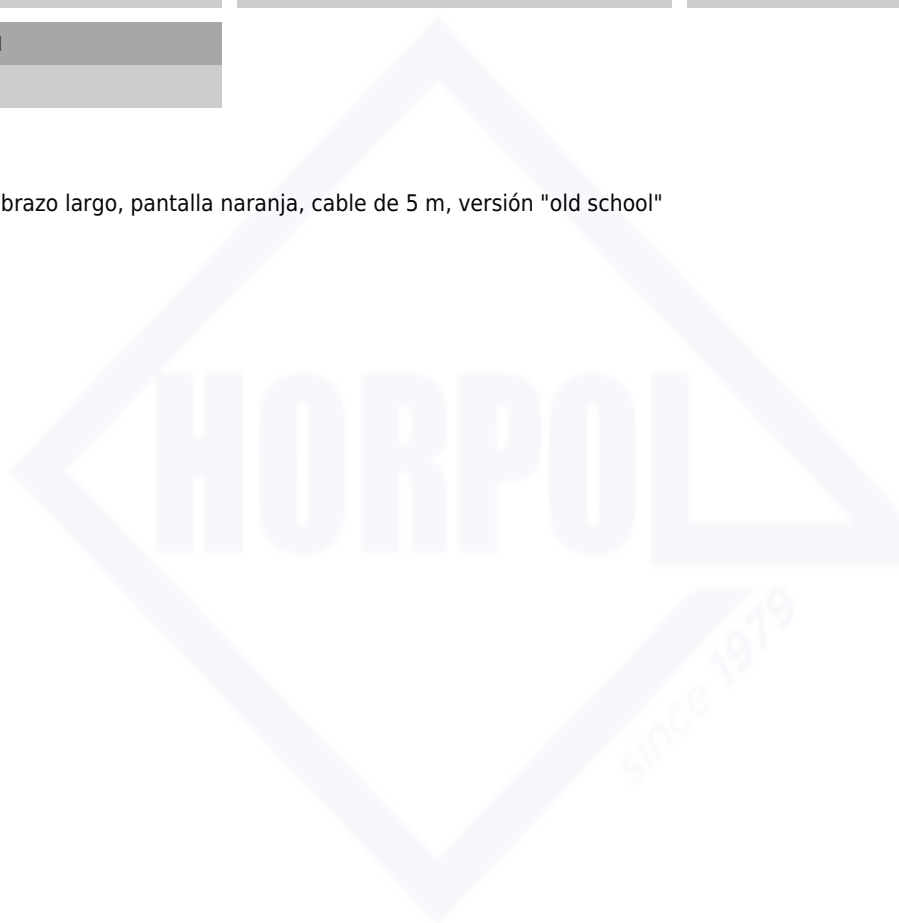 brazo largo, pantalla naranja, cable de 5 m, versión "old school"
HORPOL
since 1979